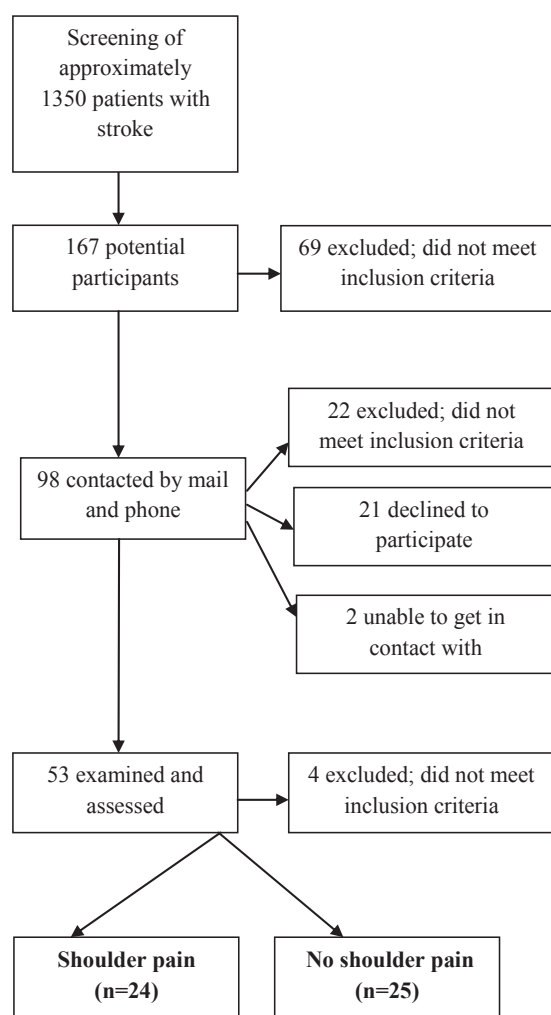 Screening of
approximately
1350 patients with
stroke
167 potential
participants
69 excluded; did not meet
inclusion criteria
22 excluded; did not
meet inclusion criteria
98 contacted by mail
and phone
21 declined to
participate
2 unable to get in
contact with
53 examined and
assessed
4 excluded; did not meet
inclusion criteria
Shoulder pain
(n=24)
No shoulder pain
(n=25)